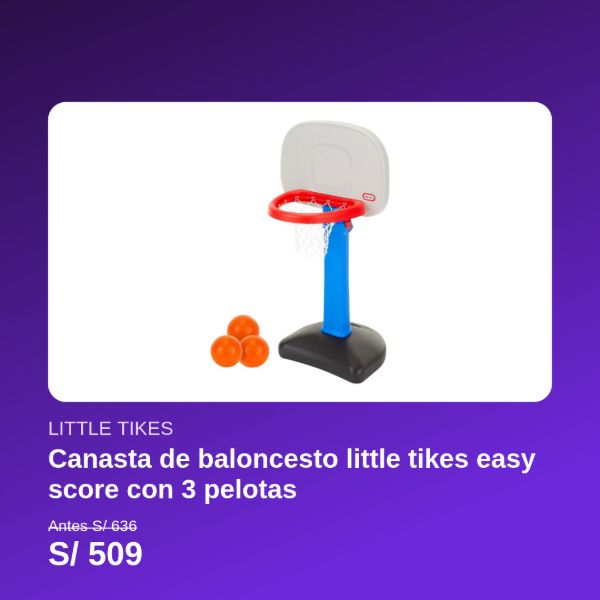 LITTLE TIKES
Canasta de baloncesto little tikes easy
score con 3 pelotas
Antes S/ 636
S/ 509